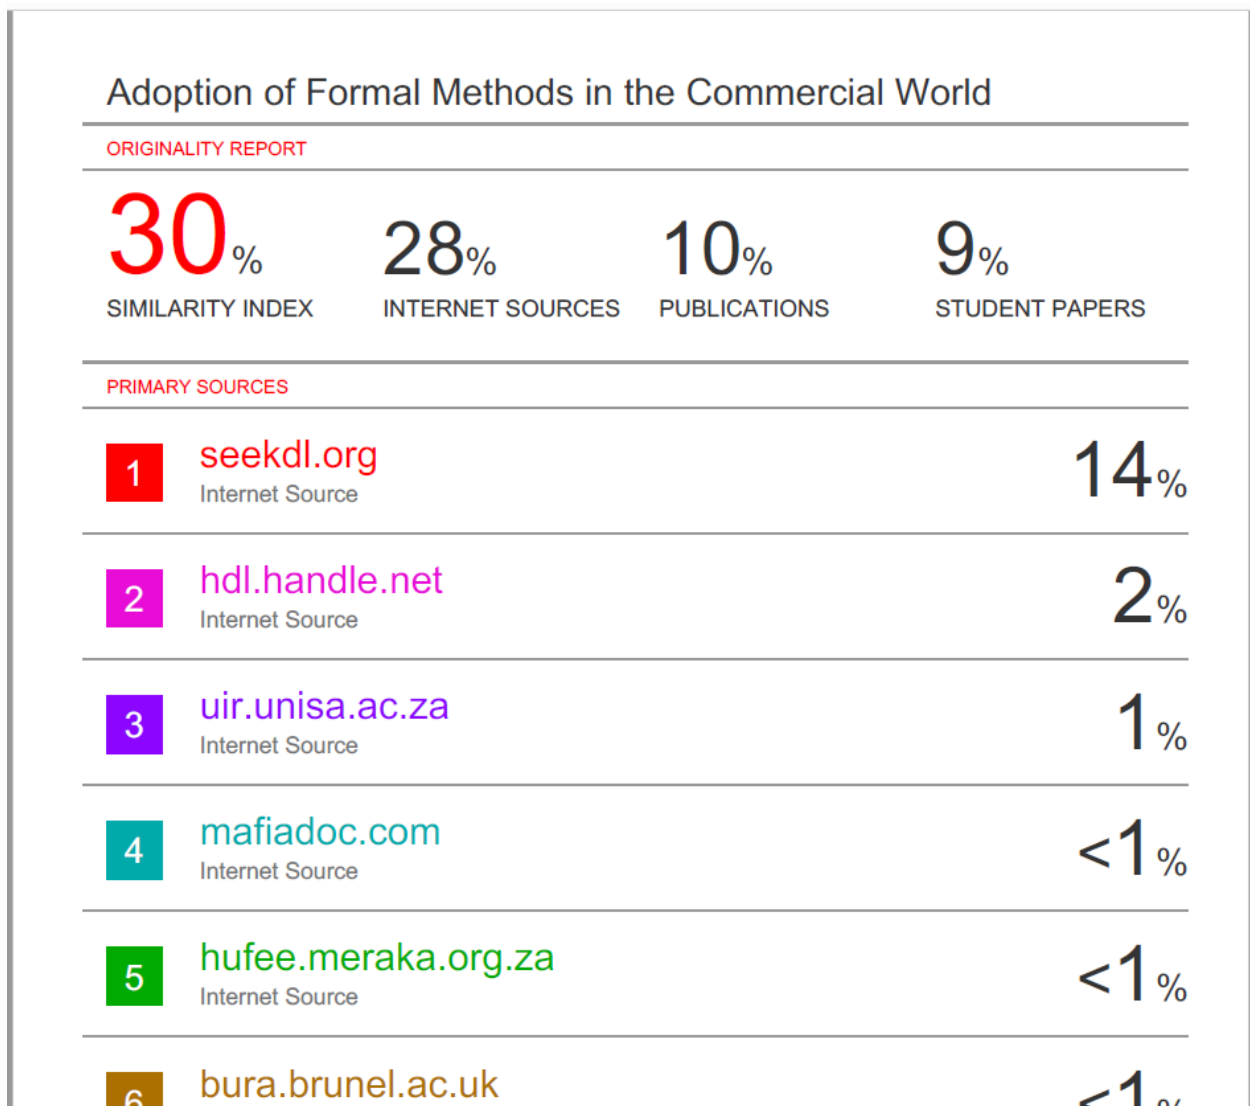 Adoption of Formal Methods in the Commercial World
ORIGINALITY REPORT
30% 28% 10% 9%
SIMILARITY INDEX INTERNET SOURCES PUBLICATIONS STUDENT PAPERS
PRIMARY SOURCES
1 seekdl.org 14%
Internet Source
2 hdl.handle.net 2%
Internet Source
3 uir.unisa.ac.za 1%
Internet Source
4 mafiadoc.com <1%
Internet Source
5 hufee.meraka.org.za <1%
Internet Source
6 bura.brunel.ac.uk <1%